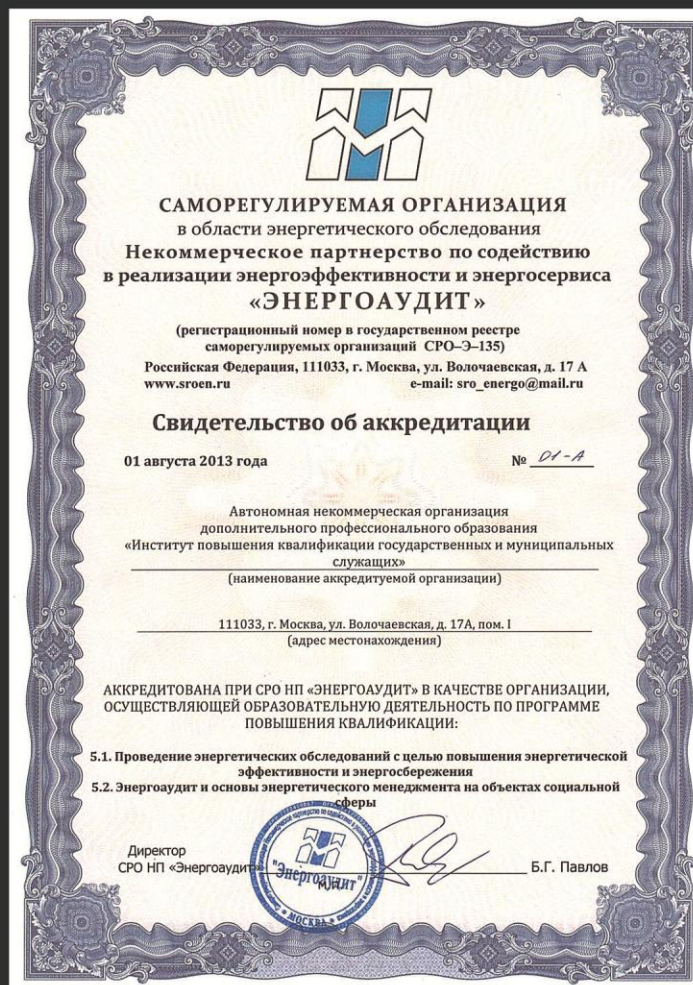 САМОРЕГУЛИРУЕМАЯ ОРГАНИЗАЦИЯ
в области энергетического обследования
Некоммерческое партнерство по содействию
в реализации энергоэффективности и энергосервиса
«ЭНЕРГОАУДИТ»
(регистрационный номер в государственном реестре
саморегулируемых организаций СРО–Э–135)
Российская Федерация, 111033, г. Москва, ул. Волочаевская, д. 17 А
www.sroen.ru e-mail: sro_energo@mail.ru
Свидетельство об аккредитации
01 августа 2013 года № 01-А
Автономная некоммерческая организация
дополнительного профессионального образования
«Институт повышения квалификации государственных и муниципальных
служащих»
(наименование аккредитуемой организации)
111033, г. Москва, ул. Волочаевская, д. 17А, пом. I
(адрес местонахождения)
АККРЕДИТОВАНА ПРИ СРО НП «ЭНЕРГОАУДИТ» В КАЧЕСТВЕ ОРГАНИЗАЦИИ,
ОСУЩЕСТВЛЯЮЩЕЙ ОБРАЗОВАТЕЛЬНУЮ ДЕЯТЕЛЬНОСТЬ ПО ПРОГРАММЕ
ПОВЫШЕНИЯ КВАЛИФИКАЦИИ:
5.1. Проведение энергетических обследований с целью повышения энергетической
эффективности и энергосбережения
5.2. Энергоаудит и основы энергетического менеджмента на объектах социальной
сферы
Директор
СРО НП «Энергоаудит» Б.Г. Павлов
"Энергоаудит"
М.П.
* МОСКВА *